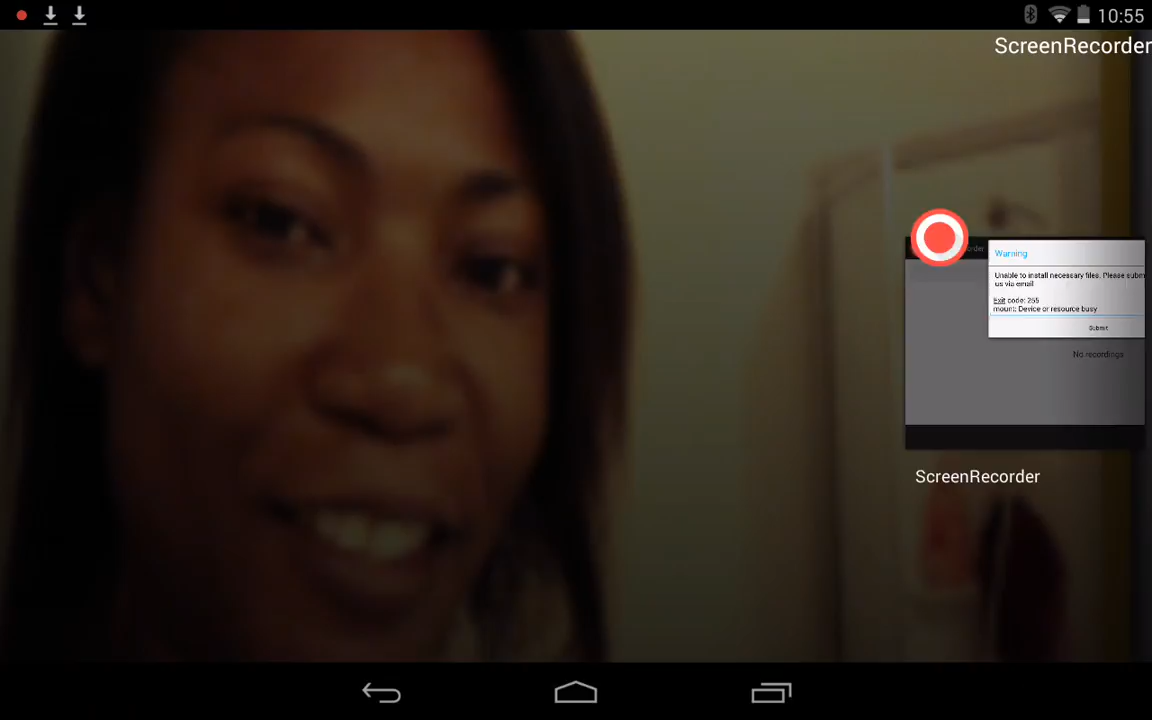 10:55
ScreenRecorder
Warning
Unable to install necessary files. Please subm
us via email
Exit code: 255
mount: Device or resource busy
Submit
No recordings
ScreenRecorder